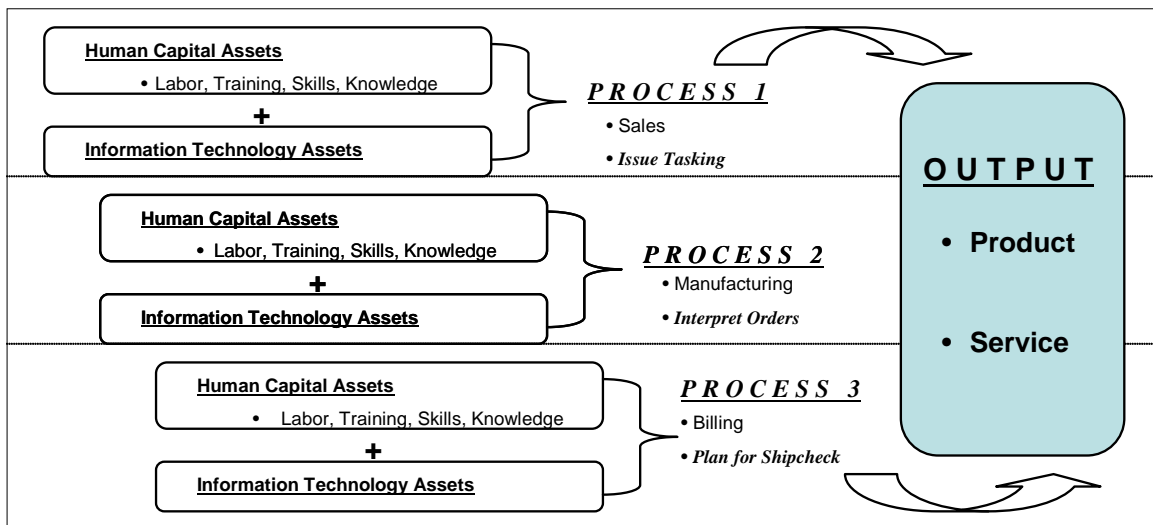 Human Capital Assets
• Labor, Training, Skills, Knowledge
+
Information Technology Assets
PROCESS 1
• Sales
• Issue Tasking
Human Capital Assets
• Labor, Training, Skills, Knowledge
+
Information Technology Assets
PROCESS 2
• Manufacturing
• Interpret Orders
Human Capital Assets
• Labor, Training, Skills, Knowledge
+
Information Technology Assets
PROCESS 3
• Billing
• Plan for Shipcheck
OUTPUT
• Product
• Service